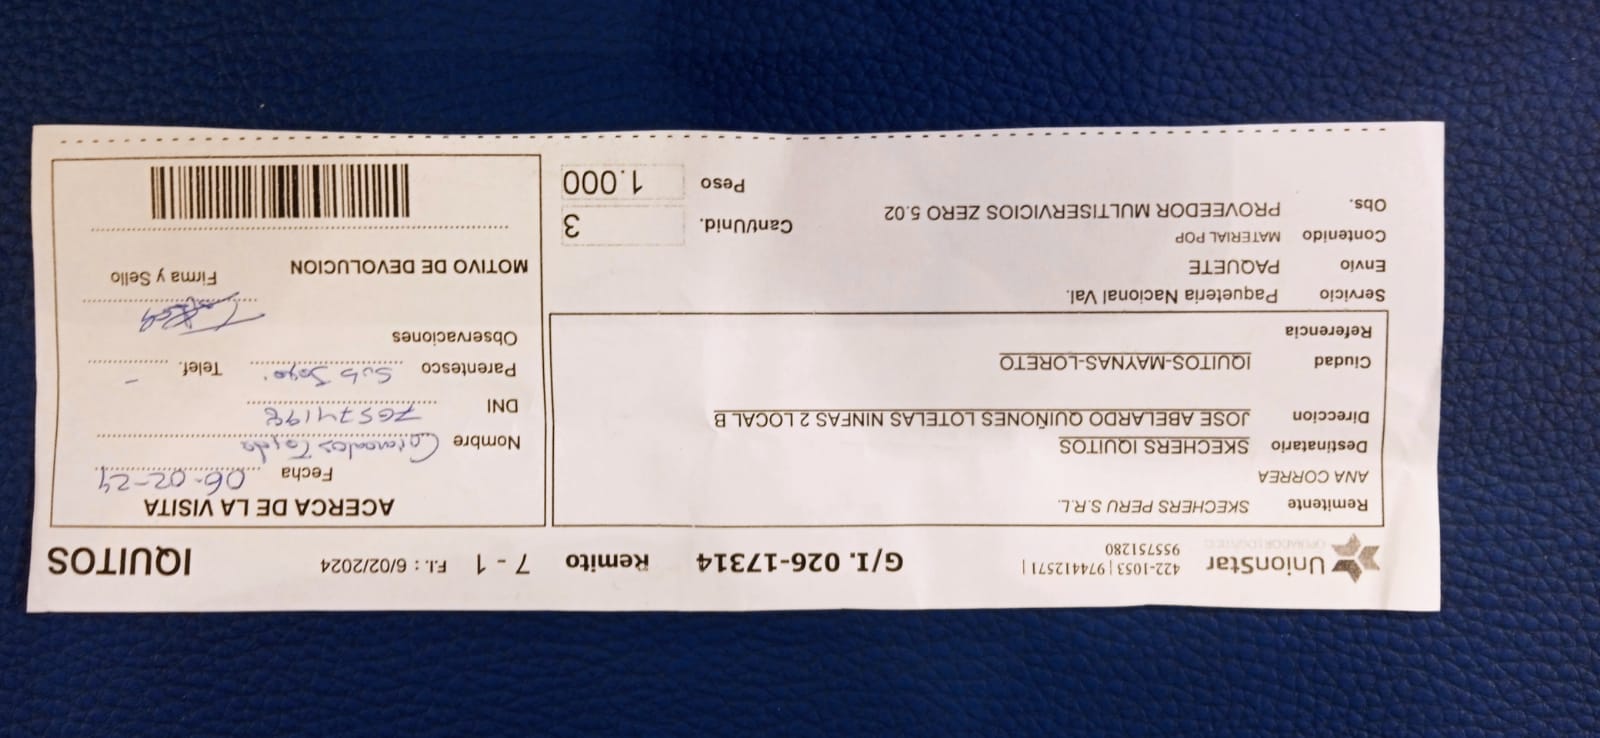 UnionStar
OPERADOR LOGISTICO
422-1053 | 974412571 |
955751280
G/I. 026-17314
Remito 7 - 1
F.I. : 6/02/2024
IQUITOS
Remitente SKECHERS PERU S.R.L.
ANA CORREA
Destinatario SKECHERS IQUITOS
Direccion JOSE ABELARDO QUIÑONES LOTELAS NINFAS 2 LOCAL B
Ciudad IQUITOS-MAYNAS-LORETO
Referencia
Servicio Paqueteria Nacional Val.
Envio PAQUETE
Contenido MATERIAL POP
Obs. PROVEEDOR MULTISERVICIOS ZERO 5.02
Cant/Unid. 3
Peso 1.000
ACERCA DE LA VISITA
Fecha 06-02-24
Nombre
DNI 76574198
Parentesco Telef. -
Observaciones
Firma y Sello
MOTIVO DE DEVOLUCION